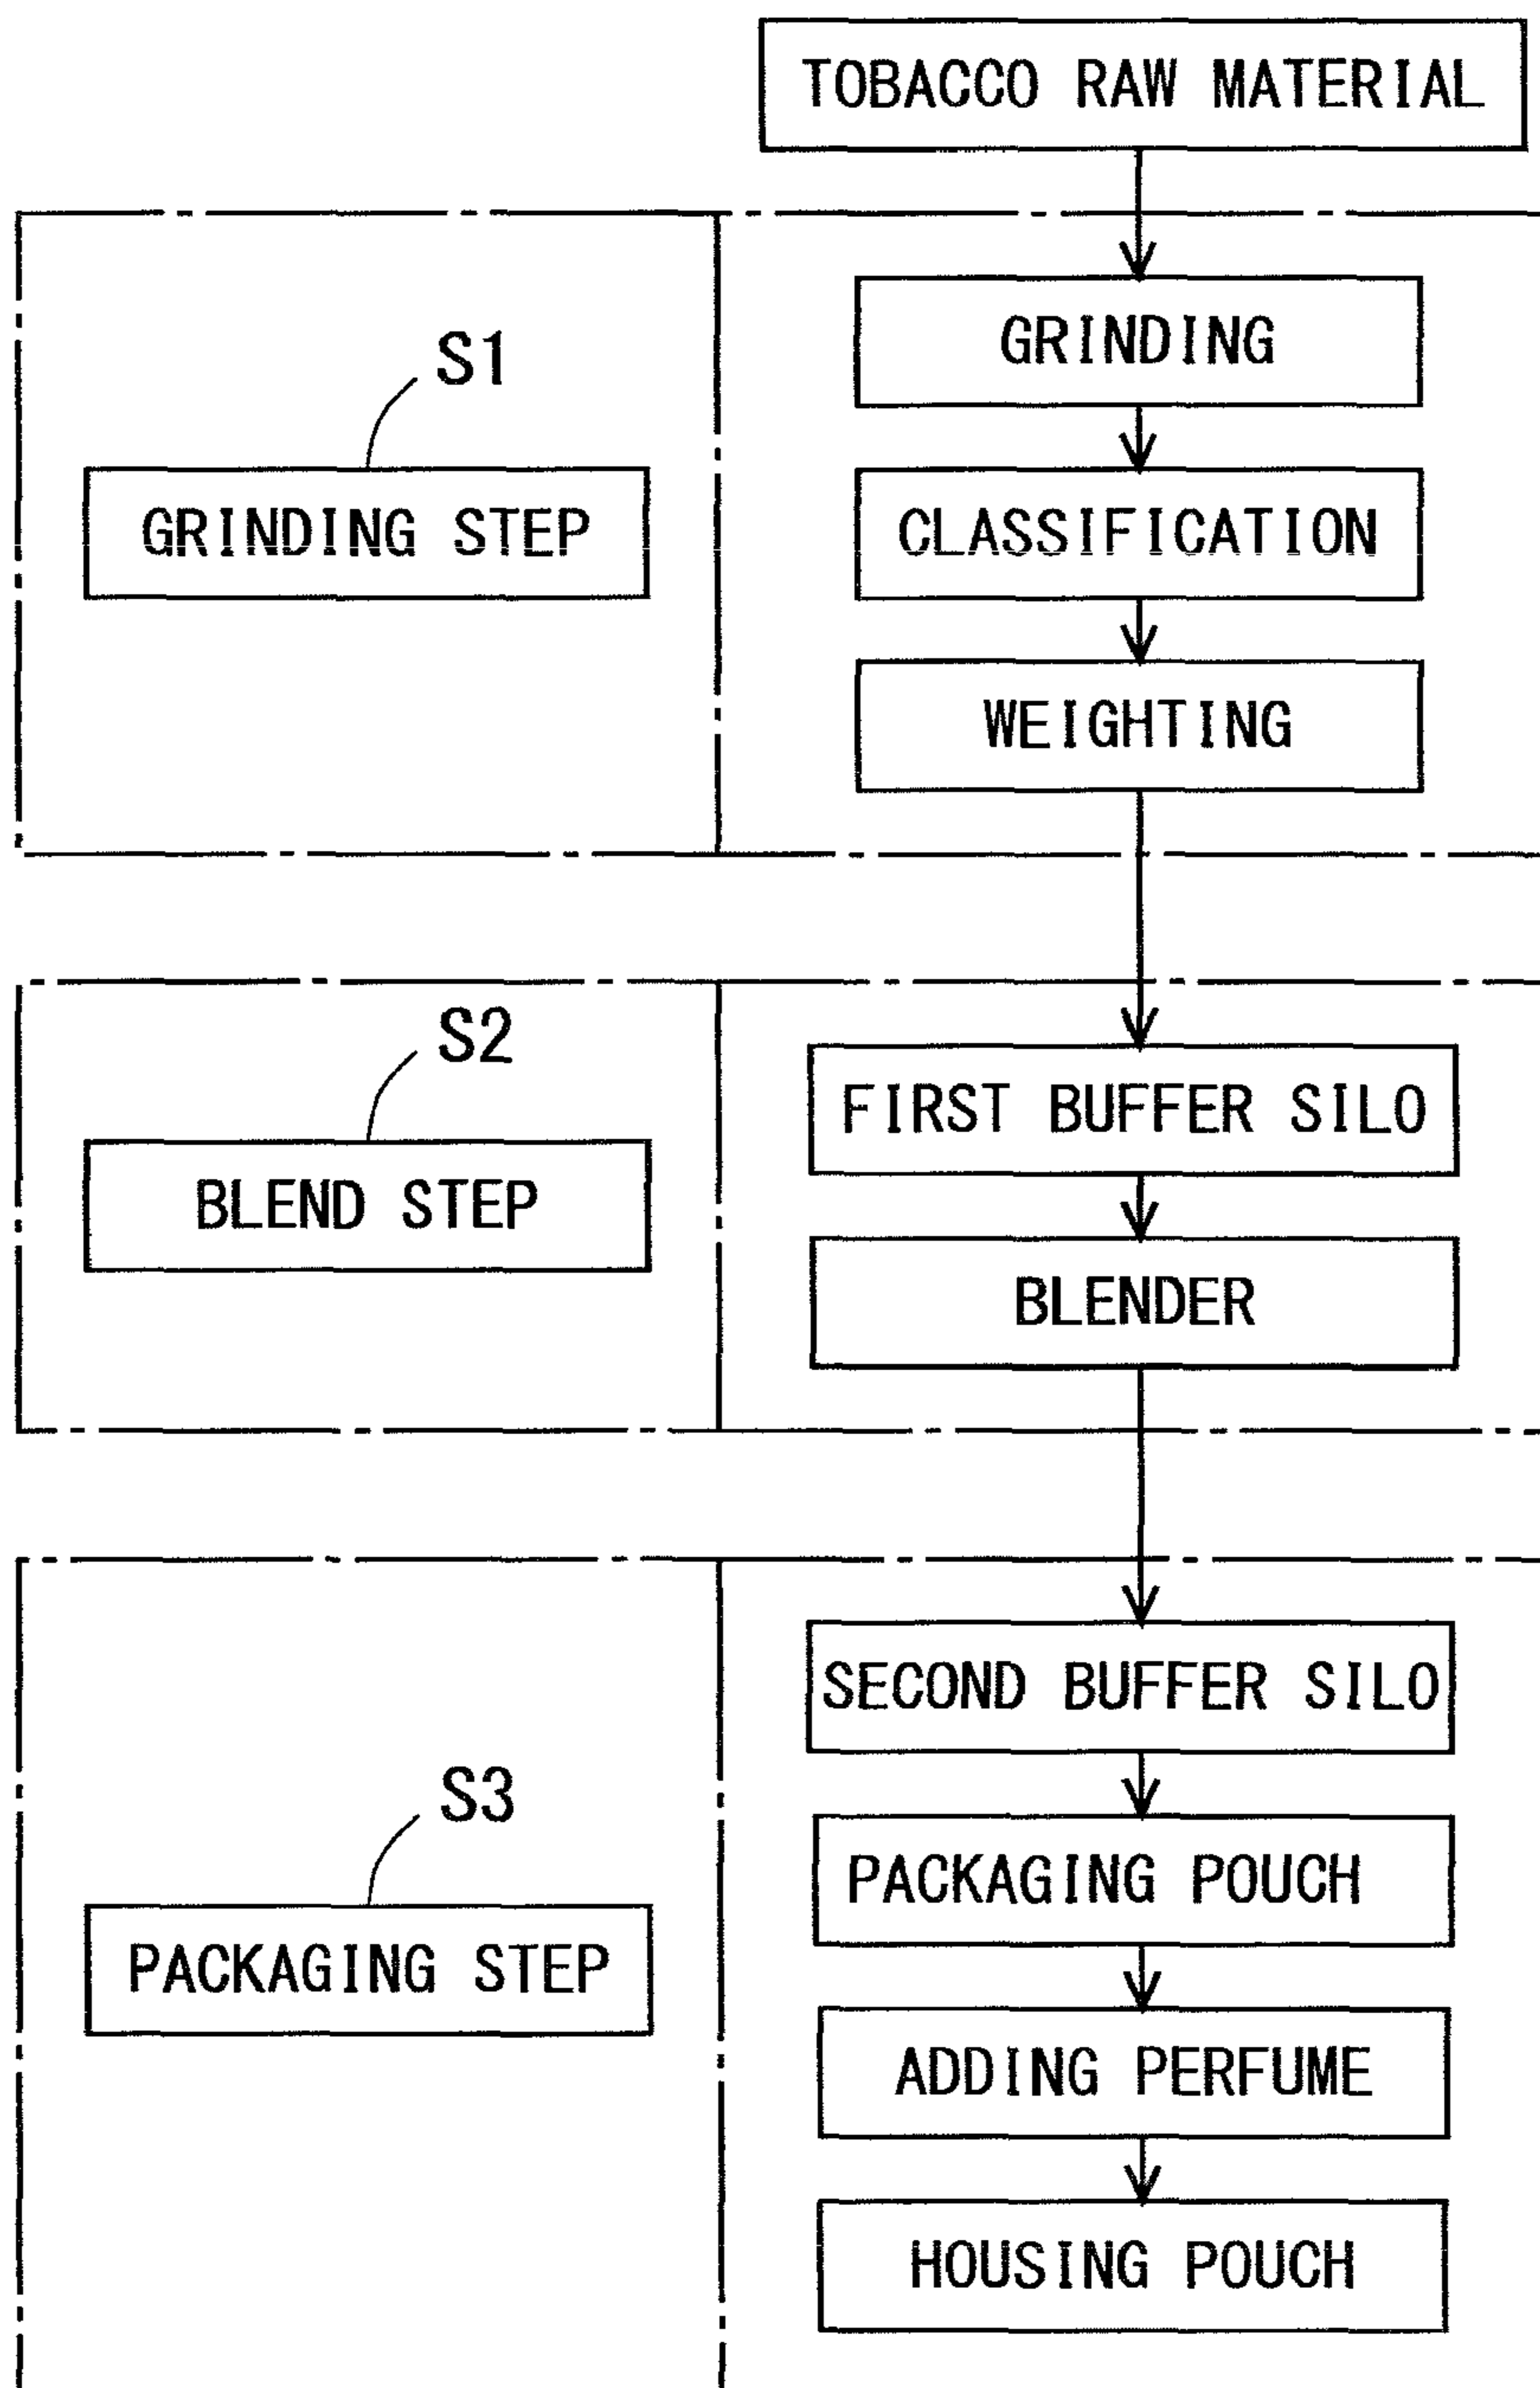 TOBACCO RAW MATERIAL
GRINDING
S1
GRINDING STEP
CLASSIFICATION
WEIGHTING
S2
FIRST BUFFER SILO
BLEND STEP
BLENDER
SECOND BUFFER SILO
S3
PACKAGING POUCH
PACKAGING STEP
ADDING PERFUME
HOUSING POUCH